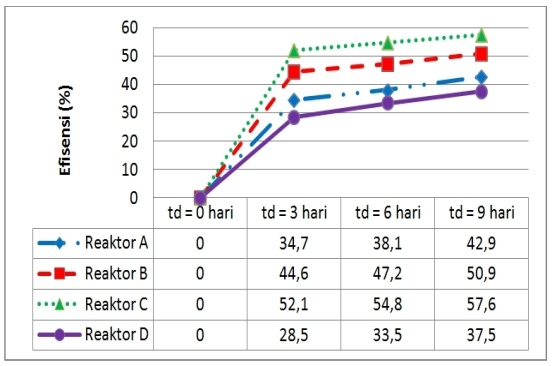 60
50
40
30
20
10
0
Efisensi (%)
td = 0 hari td = 3 hari td = 6 hari td = 9 hari
Reaktor A 0 34,7 38,1 42,9
Reaktor B 0 44,6 47,2 50,9
Reaktor C 0 52,1 54,8 57,6
Reaktor D 0 28,5 33,5 37,5